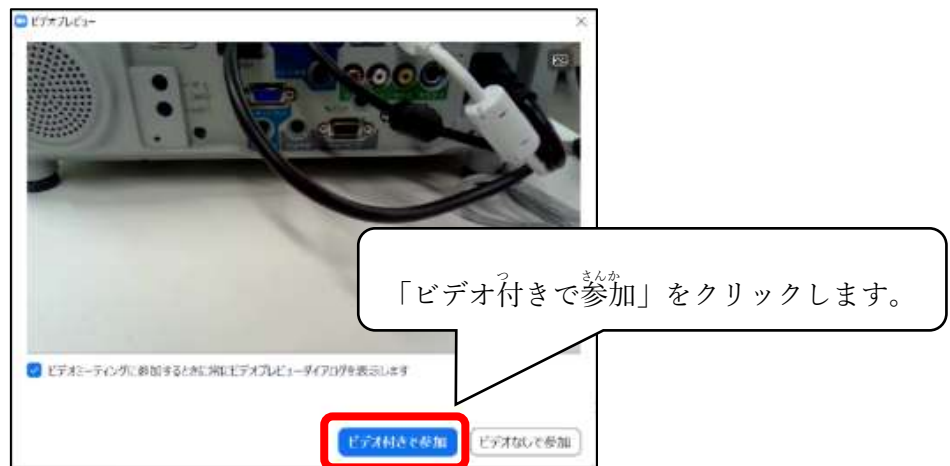 ビデオプレビュー
「ビデオ付きで参加」をクリックします。
ビデオミーティングに参加するときに常にビデオプレビューダイアログを表示します
ビデオ付きで参加
ビデオなしで参加